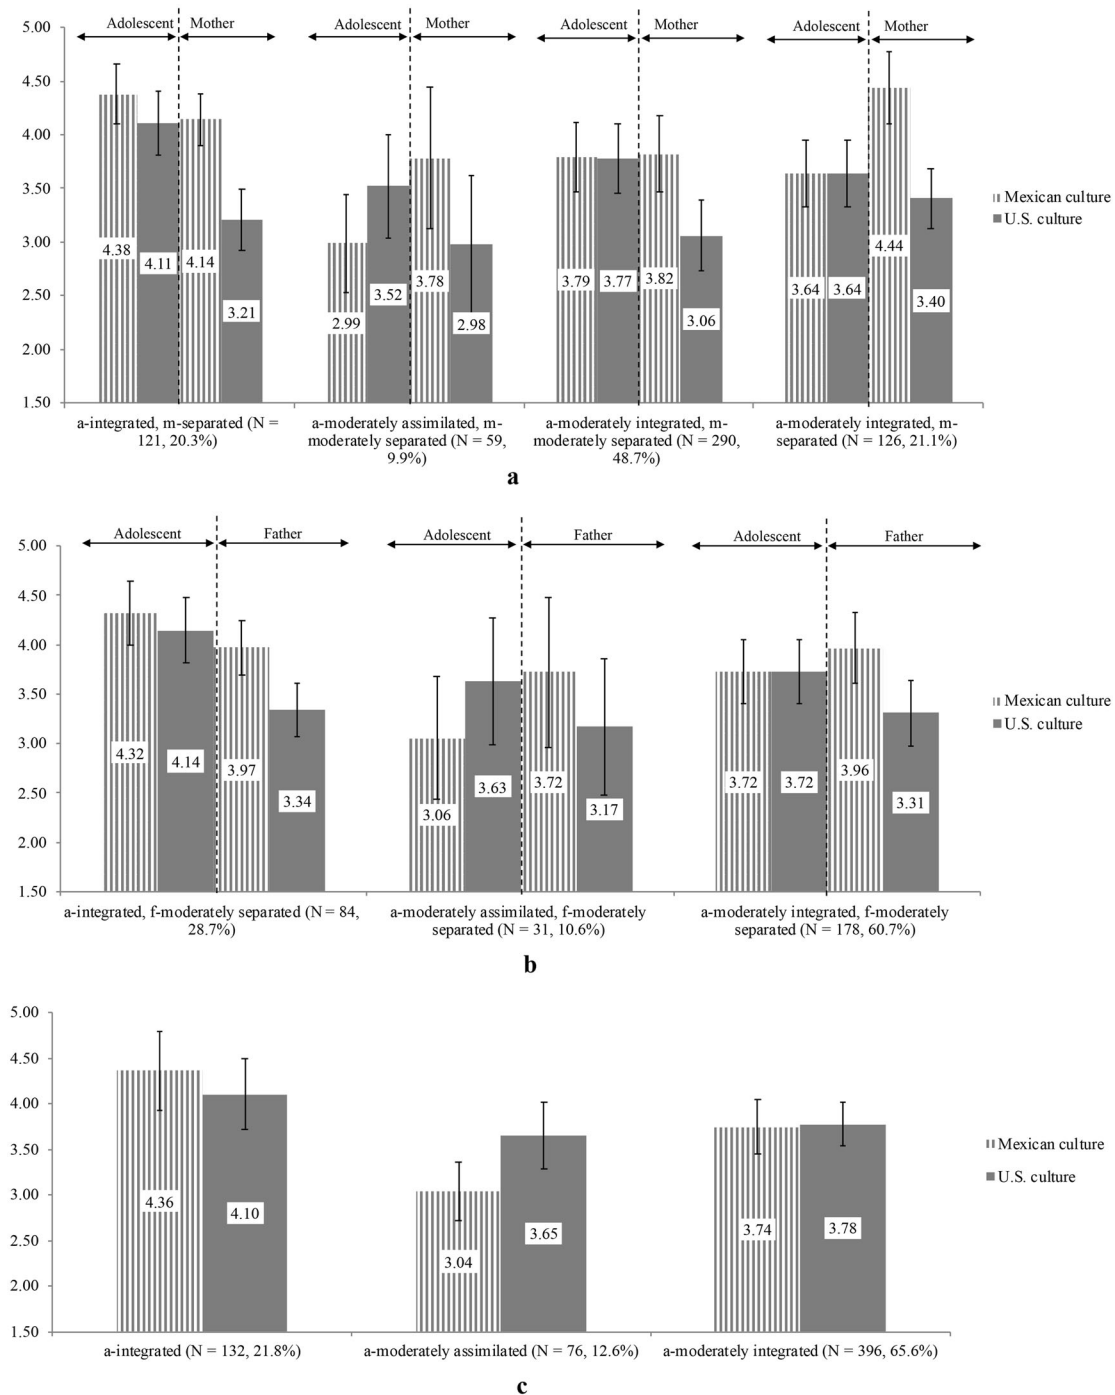 Adolescent Mother Adolescent Mother Adolescent Mother Adolescent Mother
5.00
4.50
4.00
3.50
3.00
2.50
2.00
1.50
4.38 4.11 4.14 3.21
2.99 3.52 3.78 2.98
3.79 3.77 3.82 3.06
3.64 3.64 4.44 3.40
Mexican culture
U.S. culture
a-integrated, m-separated (N =
121, 20.3%)
a-moderately assimilated, m-
moderately separated (N = 59,
9.9%)
a-moderately integrated, m-
moderately separated (N = 290,
48.7%)
a-moderately integrated, m-
separated (N = 126, 21.1%)
a
Adolescent Father Adolescent Father Adolescent Father
5.00
4.50
4.00
3.50
3.00
2.50
2.00
1.50
4.32 4.14 3.97 3.34
3.06 3.63 3.72 3.17
3.72 3.72 3.96 3.31
Mexican culture
U.S. culture
a-integrated, f-moderately separated (N = 84,
28.7%)
a-moderately assimilated, f-moderately
separated (N = 31, 10.6%)
a-moderately integrated, f-moderately
separated (N = 178, 60.7%)
b
5.00
4.50
4.00
3.50
3.00
2.50
2.00
1.50
4.36 4.10
3.04 3.65
3.74 3.78
Mexican culture
U.S. culture
a-integrated (N = 132, 21.8%)
a-moderately assimilated (N = 76, 12.6%)
a-moderately integrated (N = 396, 65.6%)
c